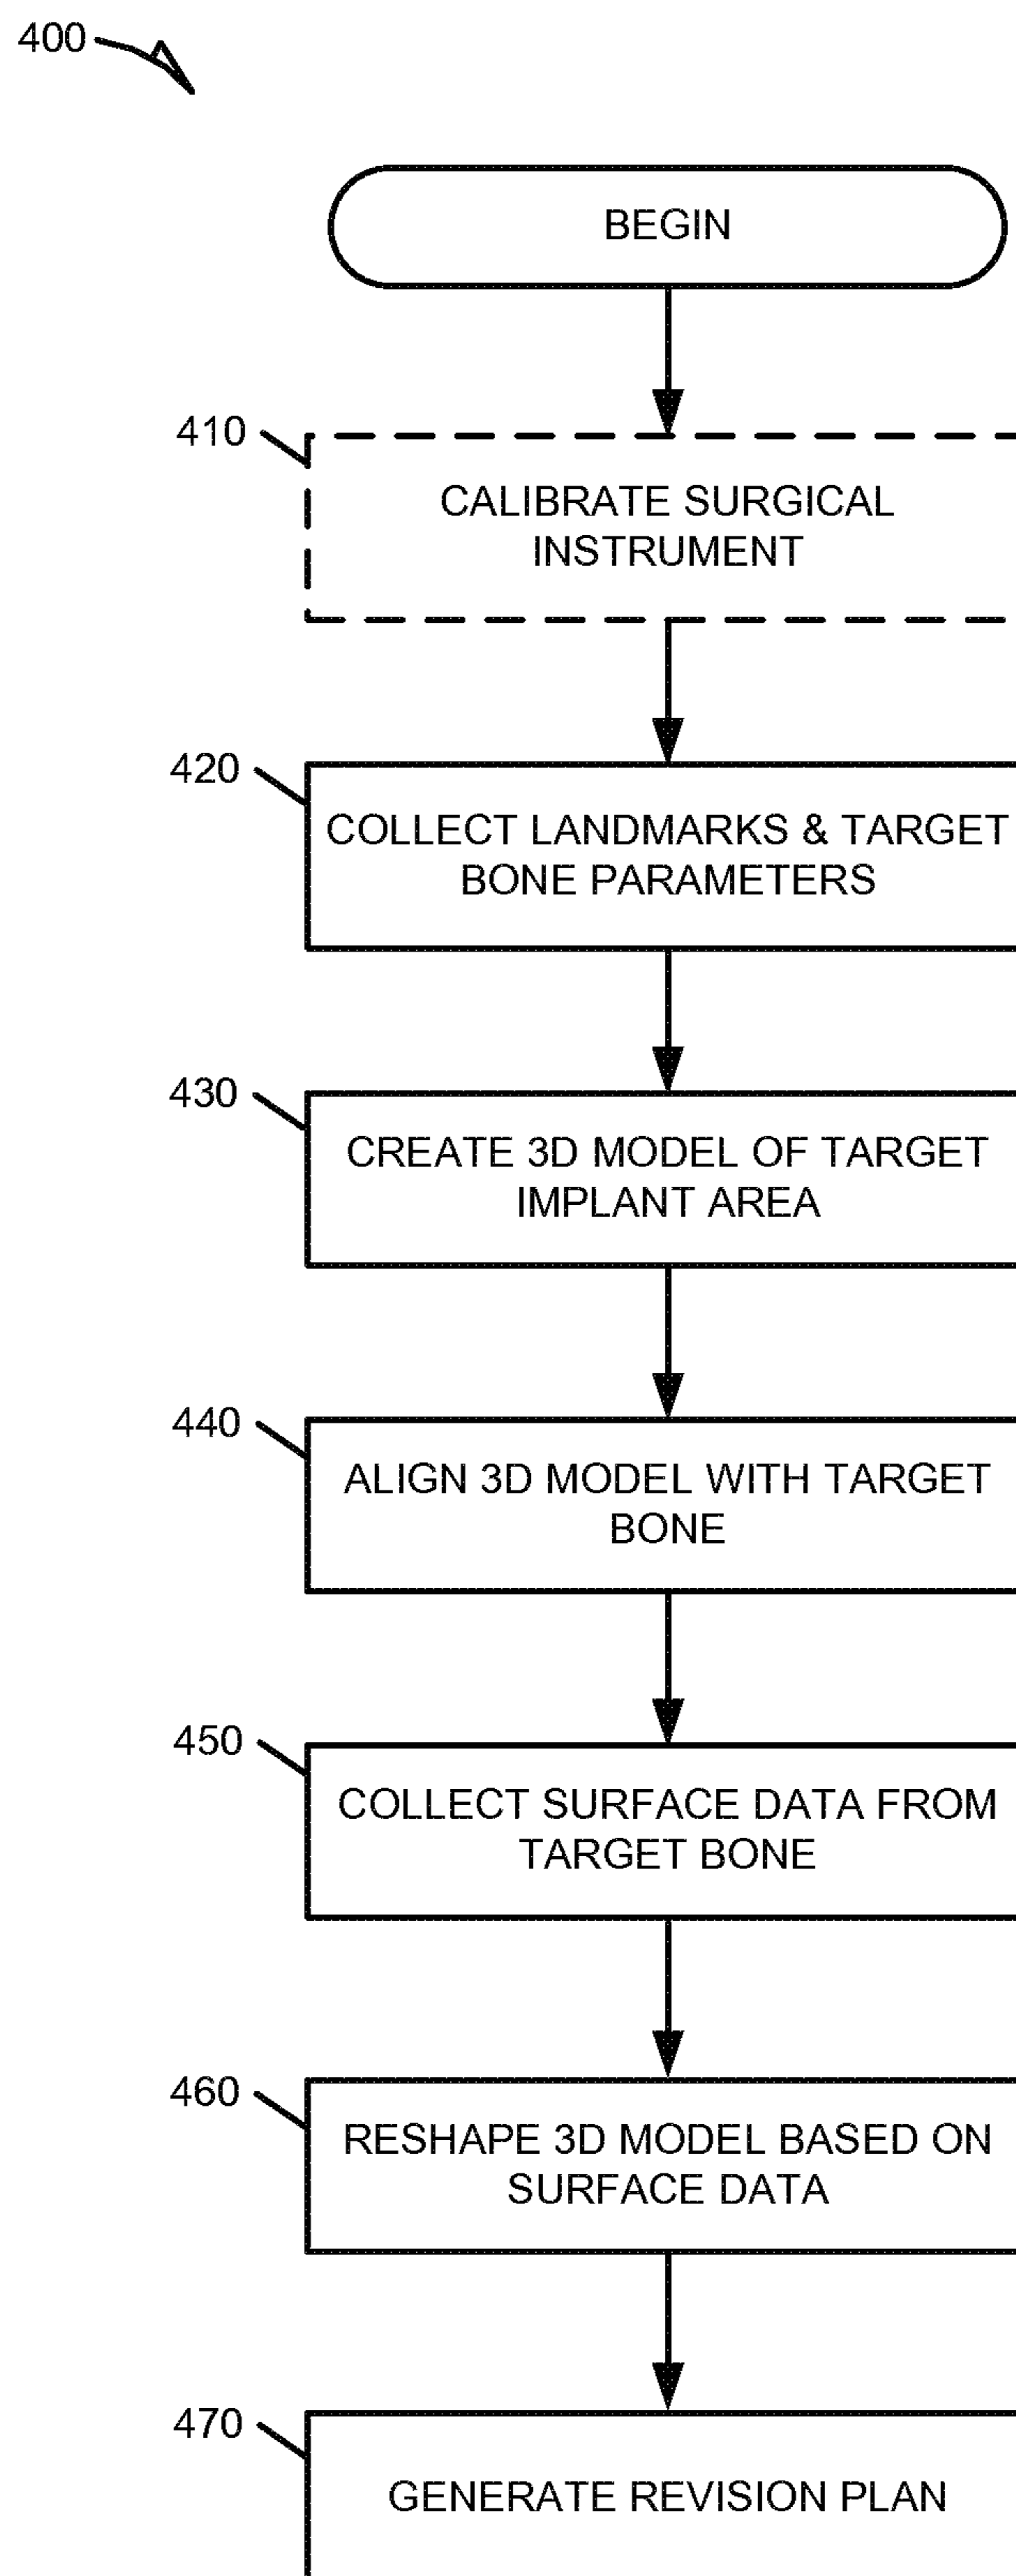 400
BEGIN
410
CALIBRATE SURGICAL
INSTRUMENT
420
COLLECT LANDMARKS & TARGET
BONE PARAMETERS
430
CREATE 3D MODEL OF TARGET
IMPLANT AREA
440
ALIGN 3D MODEL WITH TARGET
BONE
450
COLLECT SURFACE DATA FROM
TARGET BONE
460
RESHAPE 3D MODEL BASED ON
SURFACE DATA
470
GENERATE REVISION PLAN